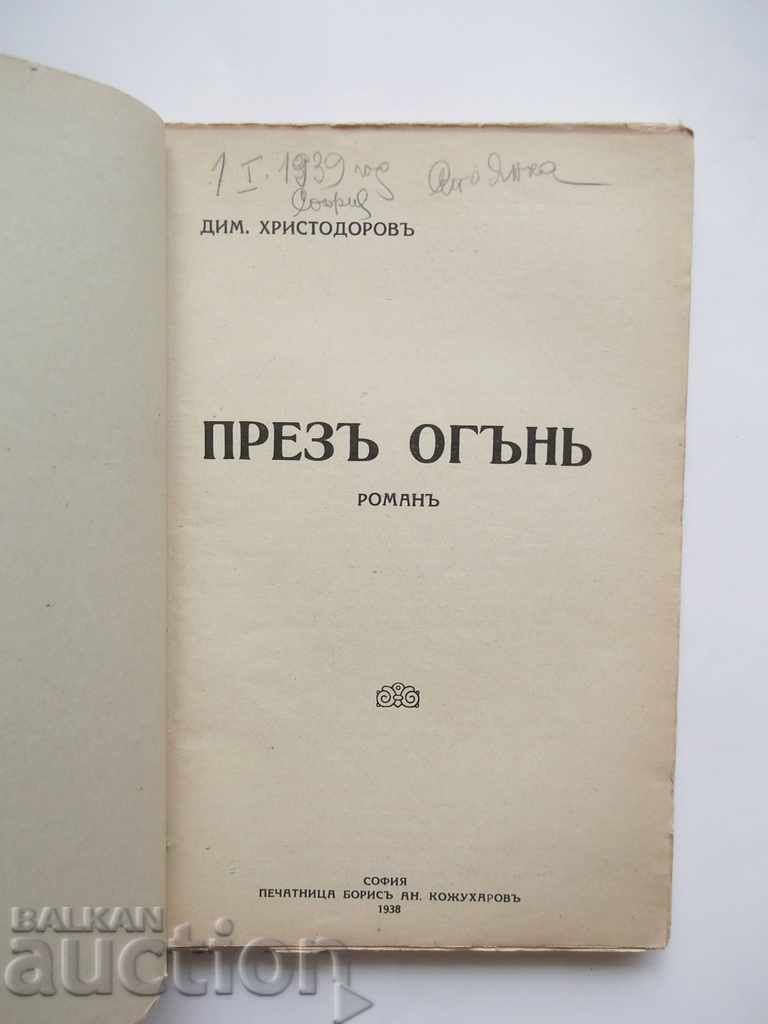 1 I. 1939 год
София
ДИМ. ХРИСТОДОРОВЪ
ПРЕЗЪ ОГЪНЬ
РОМАНЪ
СОФИЯ
ПЕЧАТНИЦА БОРИСЪ АН. КОЖУХАРОВЪ
1938
BALKAN
auction